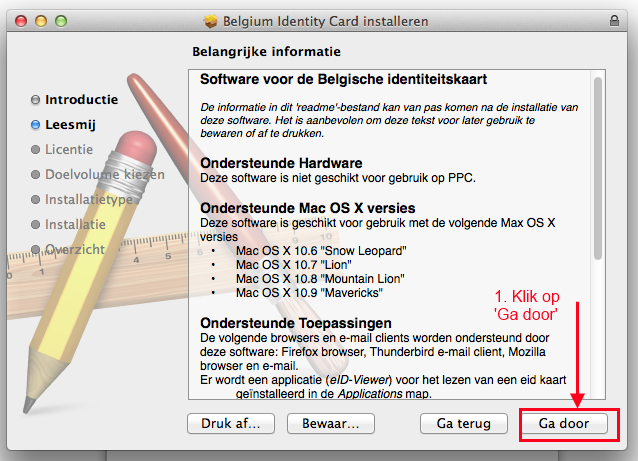 Belgium Identity Card installeren
Belangrijke informatie
Introductie
Leesmij
Licentie
Doelvolume kiezen
Installatietype
Installatie
Overzicht
Software voor de Belgische identiteitskaart
De informatie in dit 'readme'-bestand kan van pas komen na de installatie van
deze software. Het is aanbevolen om deze tekst voor later gebruik te
bewaren of af te drukken.
Ondersteunde Hardware
Deze software is niet geschikt voor gebruik op PPC.
Ondersteunde Mac OS X versies
Deze software is geschikt voor gebruik met de volgende Max OS X
versies
• Mac OS X 10.6 "Snow Leopard"
• Mac OS X 10.7 "Lion"
• Mac OS X 10.8 "Mountain Lion"
• Mac OS X 10.9 "Mavericks"
Ondersteunde Toepassingen
De volgende browsers en e-mail clients worden ondersteund door
deze software: Firefox browser, Thunderbird e-mail client, Mozilla
browser en e-mail.
Er wordt een applicatie (eID-Viewer) voor het lezen van een eid kaart
geïnstalleerd in de Applications map.
1. Klik op
'Ga door'
Druk af...
Bewaar...
Ga terug
Ga door